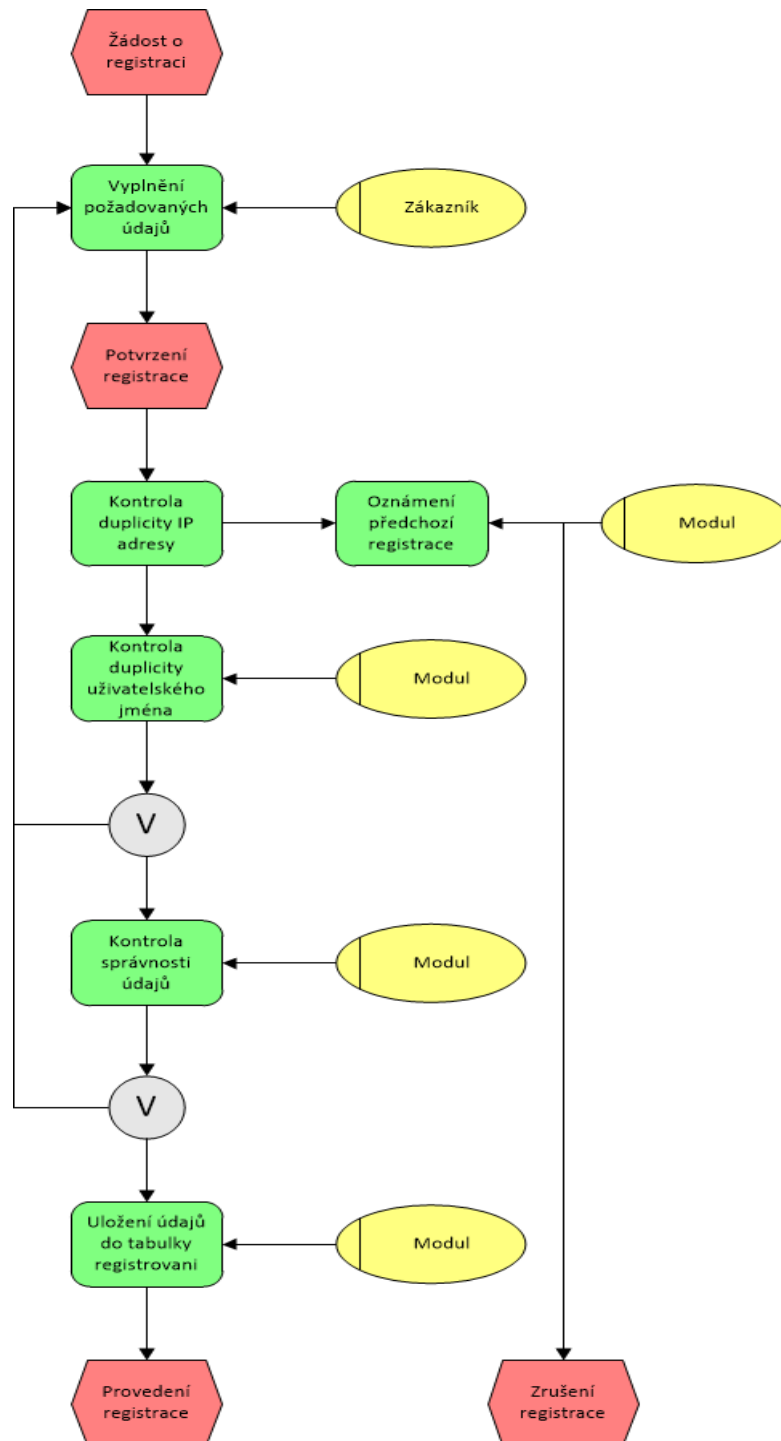 Žádost o
registraci
Vyplnění
požadovaných
údajů
Zákazník
Potvrzení
registrace
Kontrola
duplicity IP
adresy
Oznámení
předchozí
registrace
Modul
Kontrola
duplicity
uživatelského
jména
Modul
V
Kontrola
správnosti
údajů
Modul
V
Uložení údajů
do tabulky
registrovani
Modul
Provedení
registrace
Zrušení
registrace